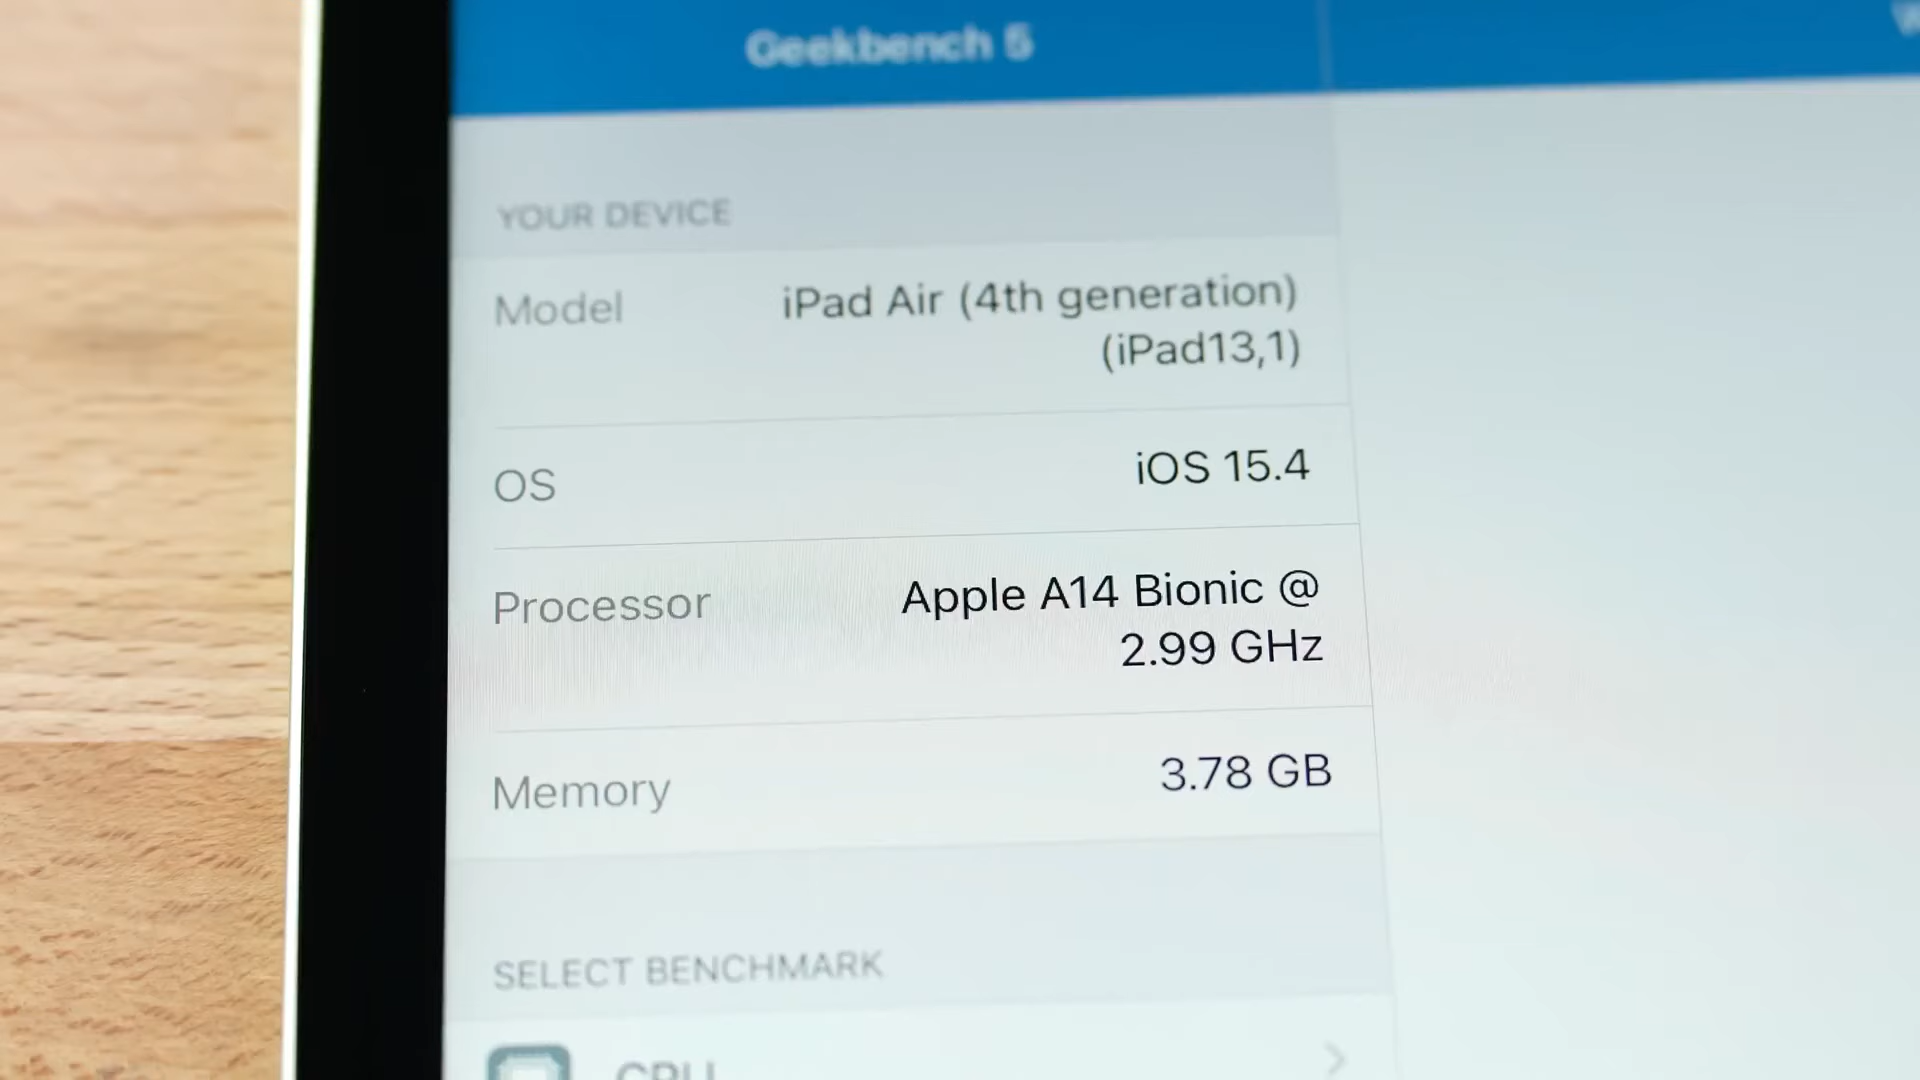 Geekbench 5
YOUR DEVICE
Model
iPad Air (4th generation)
(iPad13,1)
OS
iOS 15.4
Processor
Apple A14 Bionic @
2.99 GHz
Memory
3.78 GB
SELECT BENCHMARK
CPU